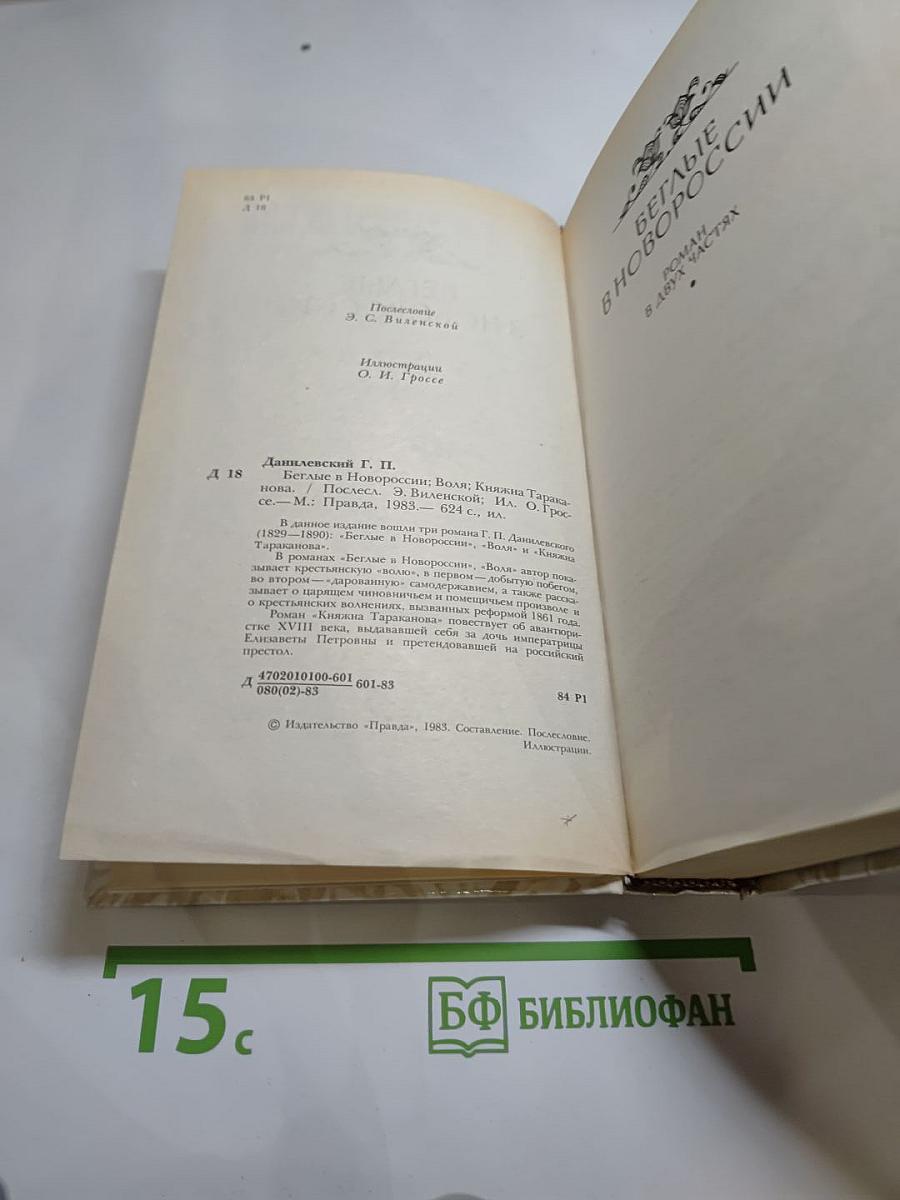 84 Р1
Д 18
Послесловие
Э. С. Виленской
Иллюстрации
О. И. Гроссе
Данилевский Г. П.
Д 18
Беглые в Новороссии; Воля; Княжна Тарака-
нова. / Послесл. Э. Виленской; Ил. О. Грос-
се.— М.: Правда, 1983.— 624 с., ил.
В данное издание вошли три романа Г. П. Данилевского
(1829—1890): «Беглые в Новороссии», «Воля» и «Княжна
Тараканова».
В романах «Беглые в Новороссии», «Воля» автор пока-
зывает крестьянскую «волю», в первом — добытую побегом,
во втором — «дарованную» самодержавием, а также расска-
зывает о царящем чиновничьем и помещичьем произволе и
о крестьянских волнениях, вызванных реформой 1861 года.
Роман «Княжна Тараканова» повествует об авантюри-
стке XVIII века, выдававшей себя за дочь императрицы
Елизаветы Петровны и претендовавшей на российский
престол.
Д 4702010100-601 601-83
080(02)-83
84 Р1
© Издательство «Правда», 1983. Составление. Послесловие.
Иллюстрации.
БЕГЛЫЕ
В НОВОРОССИИ
РОМАН
В ДВУХ ЧАСТЯХ
15 с
БФ БИБЛИОФАН